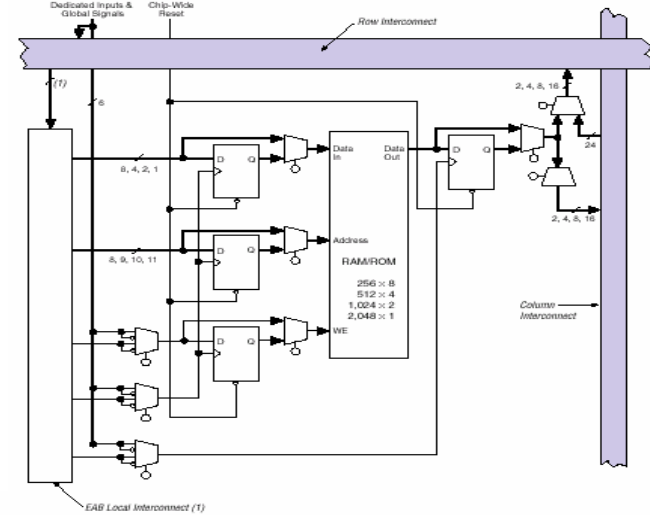 Dedicated Inputs &
Global Signals
Chip-Wide
Reset
Row Interconnect
(1)
6
2, 4, 8, 16
24
D
Q
8, 4, 2, 1
Data
In
Data
Out
D
Q
2, 4, 8, 16
D
Q
8, 9, 10, 11
Address
RAM/ROM
256 × 8
512 × 4
1,024 × 2
2,048 × 1
Column
Interconnect
D
Q
WE
EAB Local Interconnect (1)